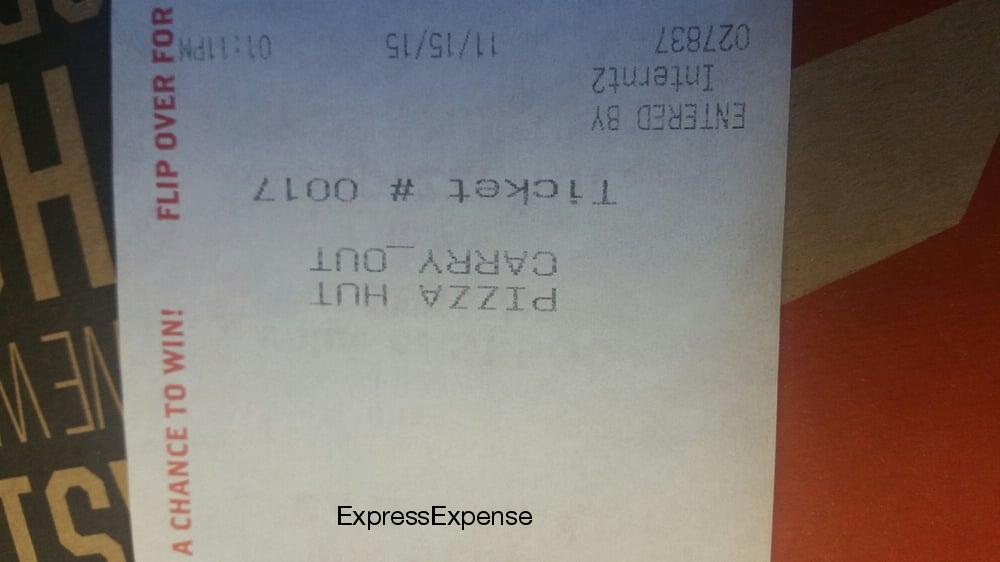 PIZZA HUT
CARRY_OUT
Ticket # 0017
ENTERED BY
Internt2
027837 11/15/15 01:11PM
FLIP OVER FOR
A CHANCE TO WIN!
ExpressExpense